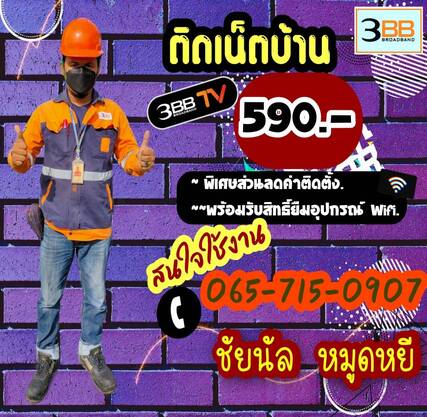 3BB
BROADBAND
ติดเน็ตบ้าน
3BB TV
590.-
~ พิเศษส่วนลดค่าติดตั้ง.
~~พร้อมรับสิทธิ์ยืมอุปกรณ์ Wifi.
สนใจใช้งาน
065-715-0907
ชัยนัล หมูดหยี